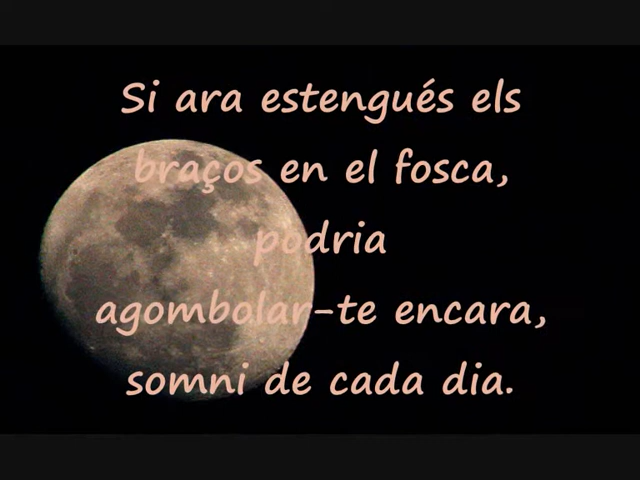 Si ara estengués els
braços en el fosca,
podria
agombolar-te encara,
somni de cada dia.